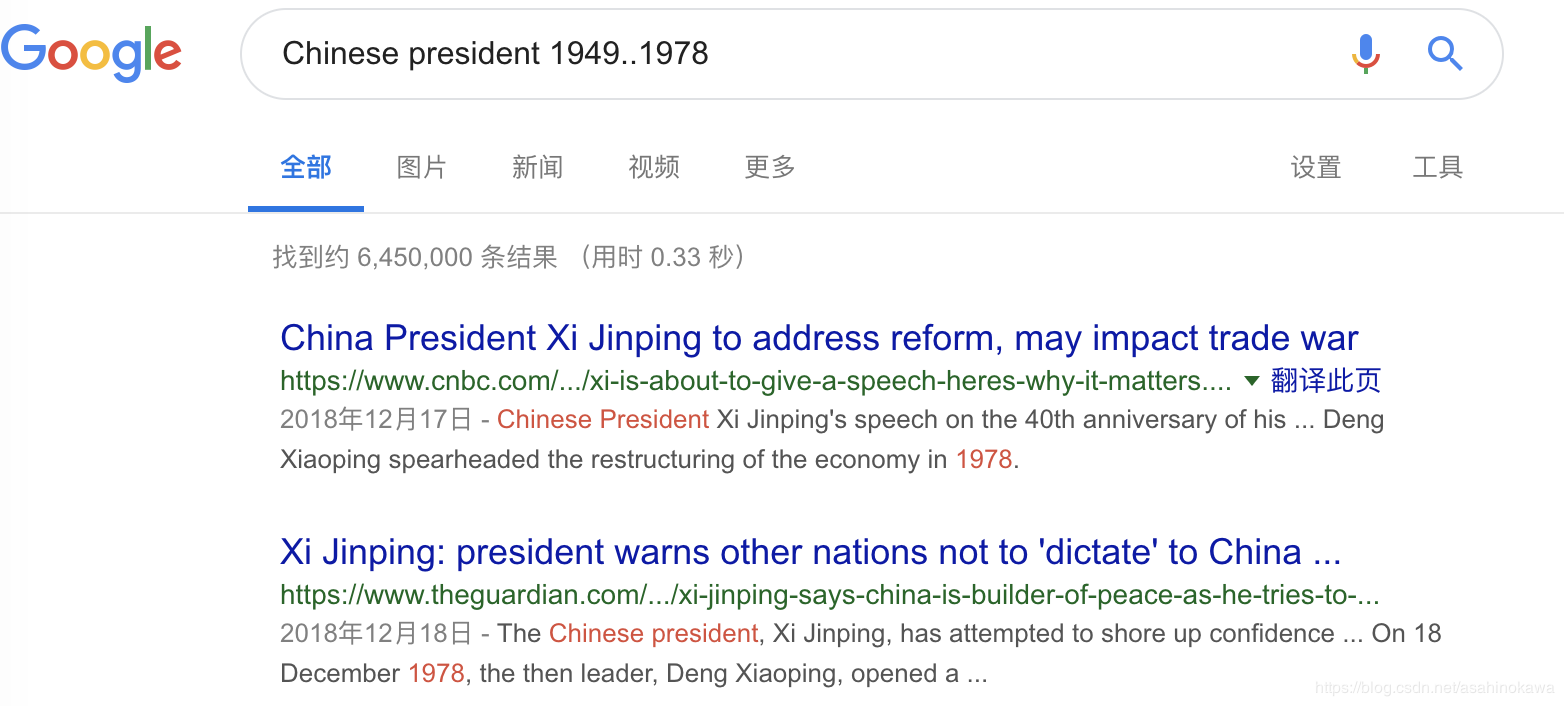 Google
Chinese president 1949..1978
全部 图片 新闻 视频 更多 设置 工具
找到约 6,450,000 条结果 （用时 0.33 秒）
China President Xi Jinping to address reform, may impact trade war
https://www.cnbc.com/.../xi-is-about-to-give-a-speech-heres-why-it-matters.... 翻译此页
2018年12月17日 - Chinese President Xi Jinping's speech on the 40th anniversary of his ... Deng
Xiaoping spearheaded the restructuring of the economy in 1978.
Xi Jinping: president warns other nations not to 'dictate' to China ...
https://www.theguardian.com/.../xi-jinping-says-china-is-builder-of-peace-as-he-tries-to-...
2018年12月18日 - The Chinese president, Xi Jinping, has attempted to shore up confidence ... On 18
December 1978, the then leader, Deng Xiaoping, opened a ...
https://blog.csdn.net/asahinokawa